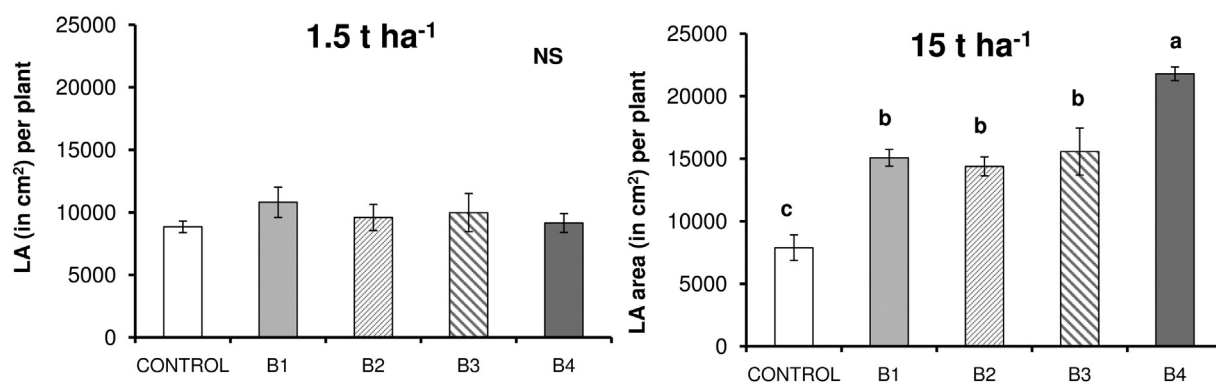 1.5 t ha⁻¹
NS
LA (in cm²) per plant
25000
20000
15000
10000
5000
0
CONTROL B1 B2 B3 B4
15 t ha⁻¹
LA area (in cm²) per plant
25000
20000
15000
10000
5000
0
c b b b a
CONTROL B1 B2 B3 B4